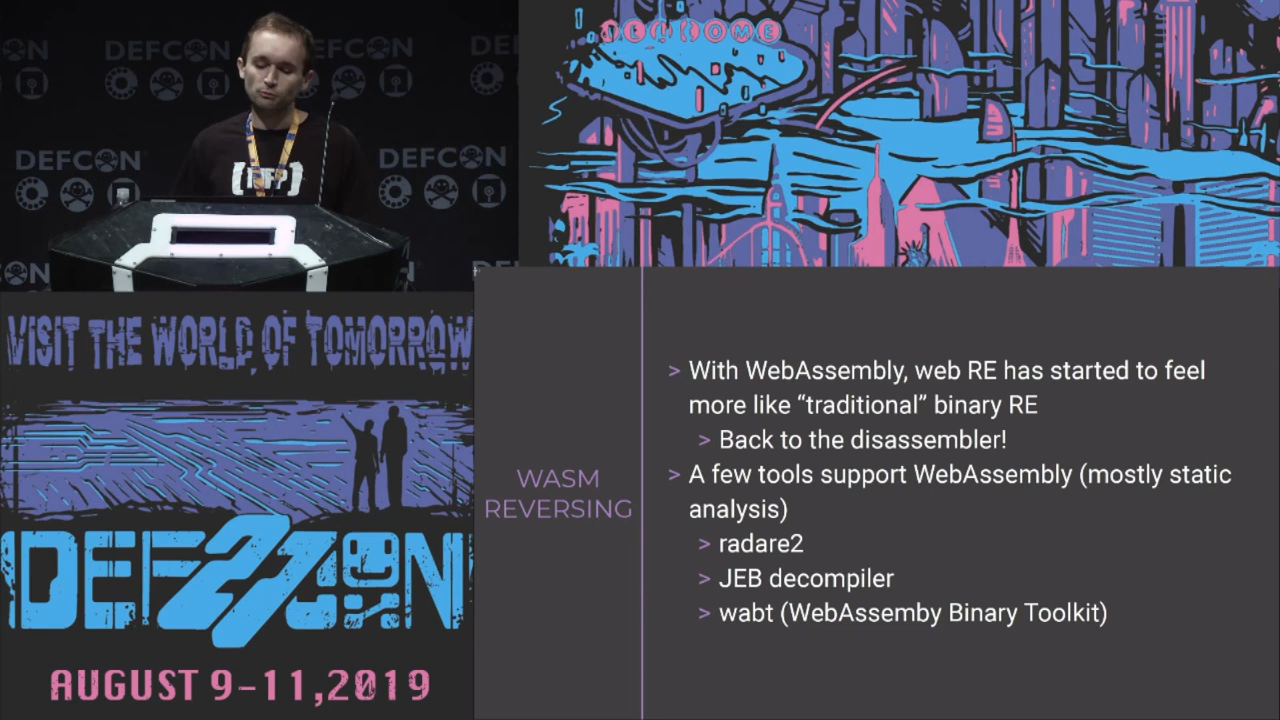 DEFCON
DEFCON
DEFCON
DEFCON
WELCOME
VISIT THE WORLD OF TOMORROW
DEF CON 27
AUGUST 9-11,2019
WASM
REVERSING
> With WebAssembly, web RE has started to feel
more like “traditional” binary RE
> Back to the disassembler!
> A few tools support WebAssembly (mostly static
analysis)
> radare2
> JEB decompiler
> wabt (WebAssemby Binary Toolkit)